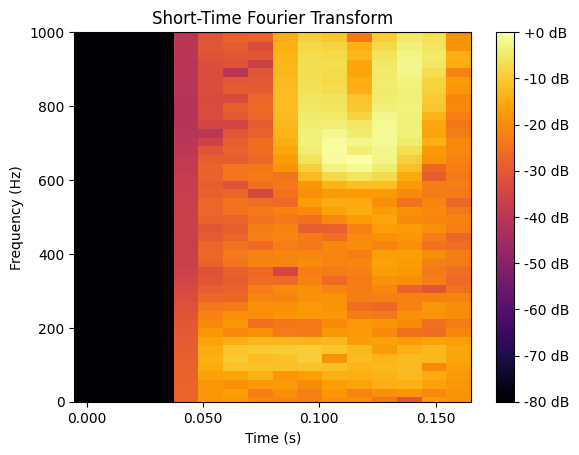 Short-Time Fourier Transform
1000
800
600
400
200
0
Frequency (Hz)
0.000
0.050
0.100
0.150
Time (s)
+0 dB
-10 dB
-20 dB
-30 dB
-40 dB
-50 dB
-60 dB
-70 dB
-80 dB